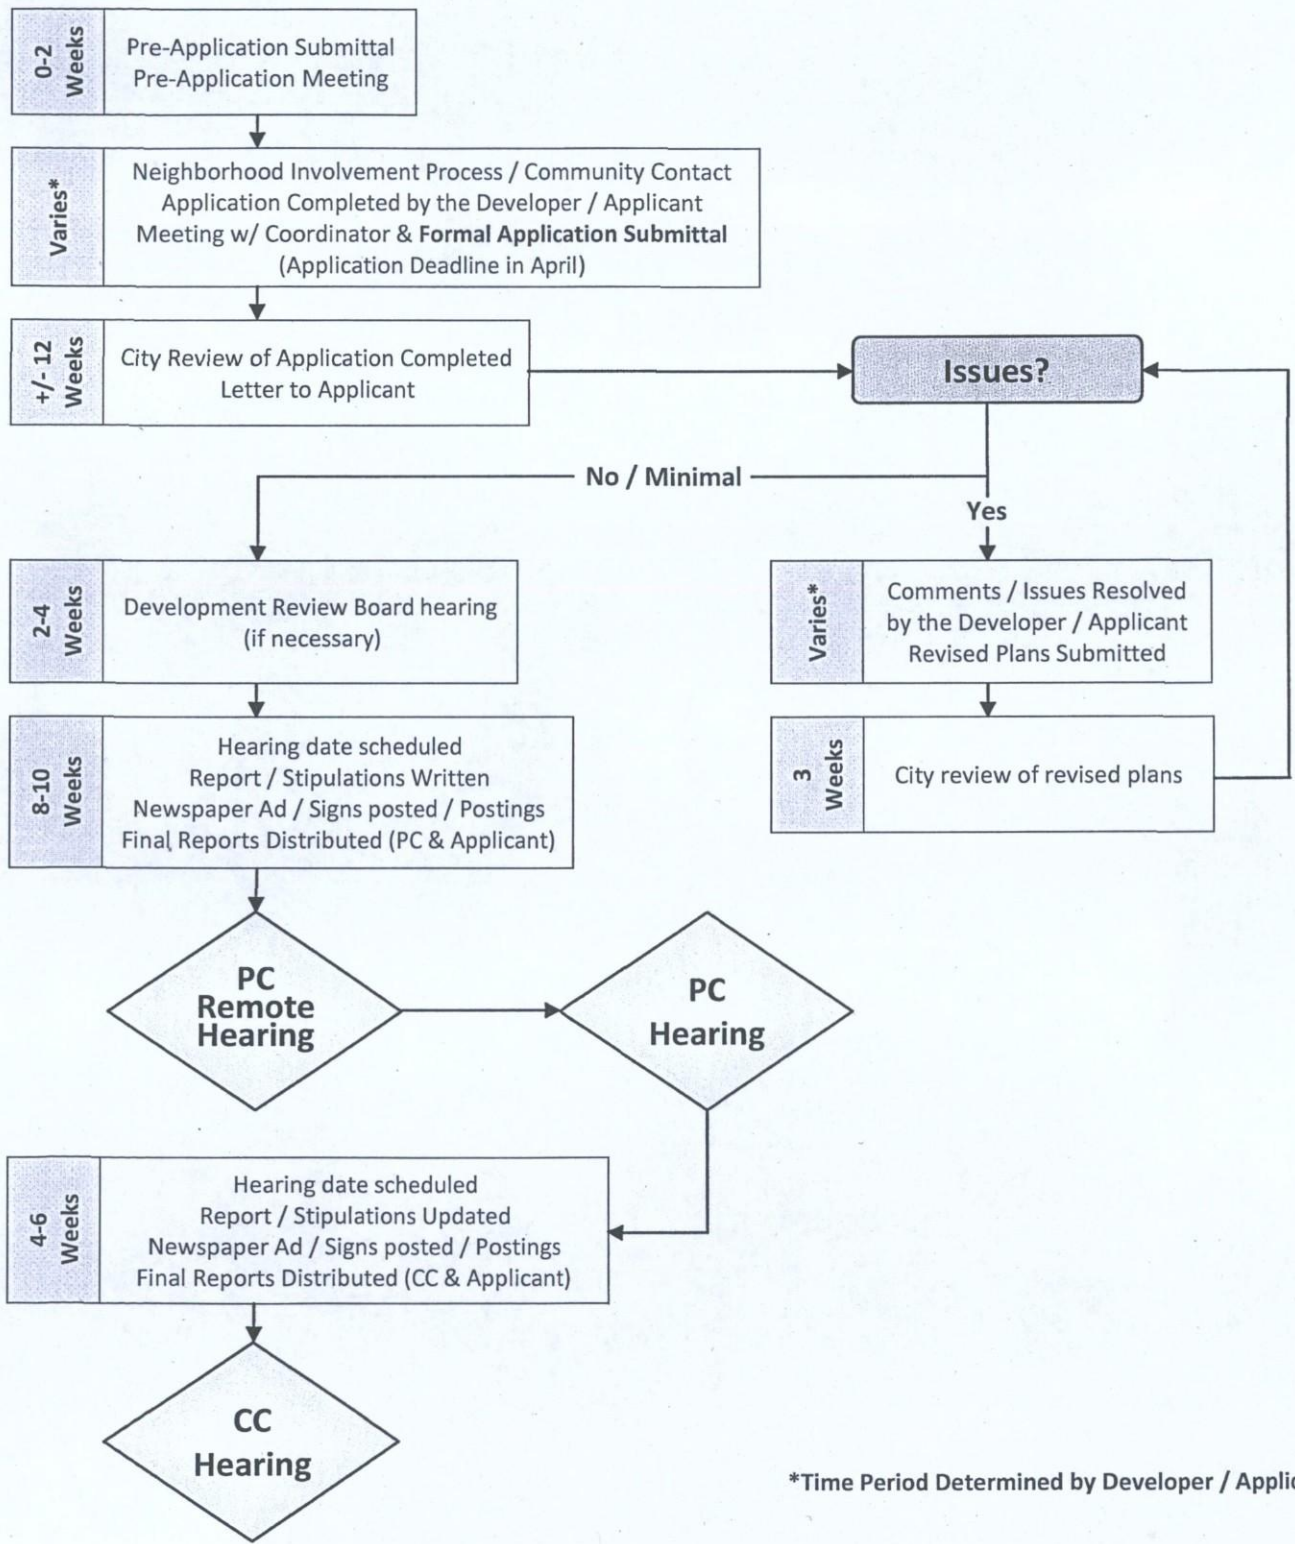 0-2
Weeks
Pre-Application Submittal
Pre-Application Meeting
Varies*
Neighborhood Involvement Process / Community Contact
Application Completed by the Developer / Applicant
Meeting w/ Coordinator & Formal Application Submittal
(Application Deadline in April)
+/- 12
Weeks
City Review of Application Completed
Letter to Applicant
Issues?
No / Minimal
Yes
2-4
Weeks
Development Review Board hearing
(if necessary)
Varies*
Comments / Issues Resolved
by the Developer / Applicant
Revised Plans Submitted
8-10
Weeks
Hearing date scheduled
Report / Stipulations Written
Newspaper Ad / Signs posted / Postings
Final Reports Distributed (PC & Applicant)
3
Weeks
City review of revised plans
PC
Remote
Hearing
PC
Hearing
4-6
Weeks
Hearing date scheduled
Report / Stipulations Updated
Newspaper Ad / Signs posted / Postings
Final Reports Distributed (CC & Applicant)
CC
Hearing
*Time Period Determined by Developer /